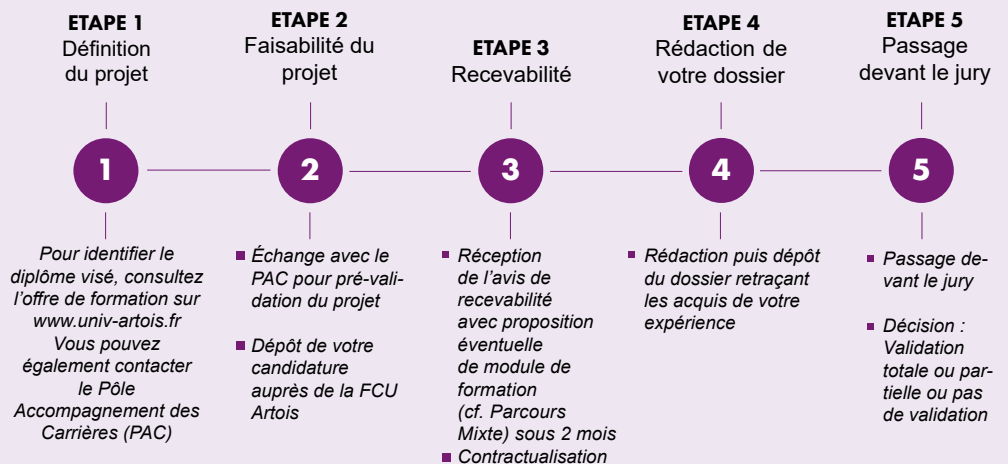 ETAPE 1
Définition
du projet
1
Pour identifier le
diplôme visé, consultez
l'offre de formation sur
www.univ-artois.fr
Vous pouvez
également contacter
le Pôle
Accompagnement des
Carrières (PAC)
ETAPE 2
Faisabilité du
projet
2
Échange avec le
PAC pour pré-vali-
dation du projet
Dépôt de votre
candidature
auprès de la FCU
Artois
ETAPE 3
Recevabilité
3
Réception
de l'avis de
recevabilité
avec proposition
éventuelle
de module de
formation
(cf. Parcours
Mixte) sous 2 mois
Contractualisation
ETAPE 4
Rédaction de
votre dossier
4
Rédaction puis dépôt
du dossier retraçant
les acquis de votre
expérience
ETAPE 5
Passage
devant le jury
5
Passage de-
vant le jury
Décision :
Validation
totale ou par-
tielle ou pas
de validation